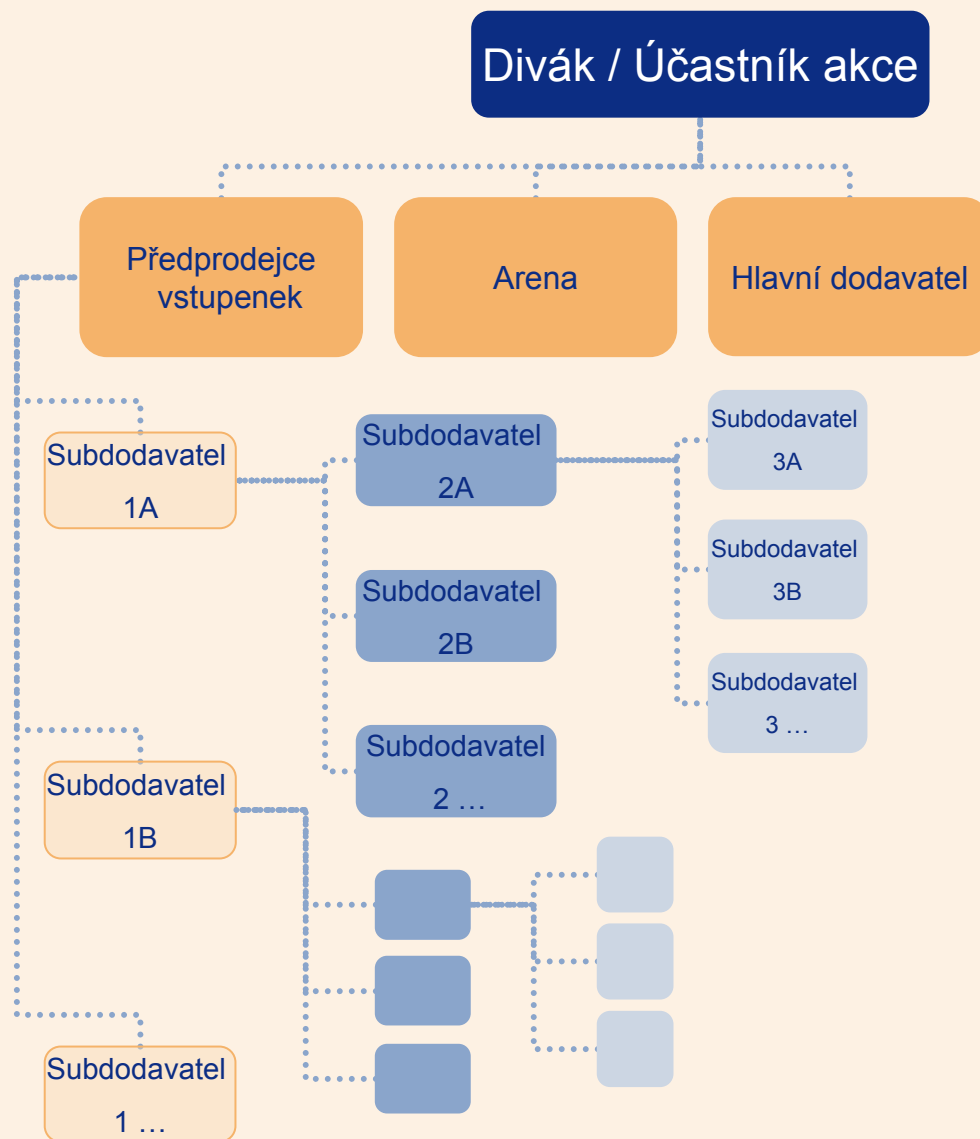 Divák / Účastník akce
Předprodejce
vstupenek
Arena
Hlavní dodavatel
Subdodavatel
1A
Subdodavatel
2A
Subdodavatel
3A
Subdodavatel
3B
Subdodavatel
2B
Subdodavatel
3 …
Subdodavatel
2 …
Subdodavatel
1B
Subdodavatel
1 …